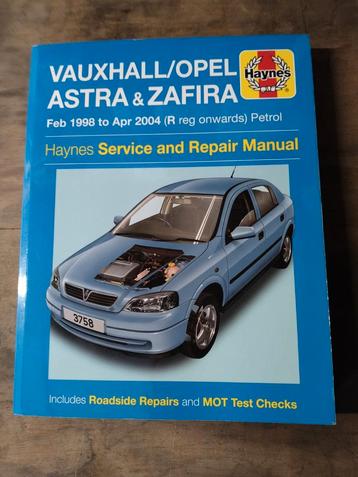 VAUXHALL/OPEL
ASTRA & ZAFIRA
Haynes
Feb 1998 to Apr 2004 (R reg onwards) Petrol
Haynes Service and Repair Manual
3758
Includes Roadside Repairs and MOT Test Checks